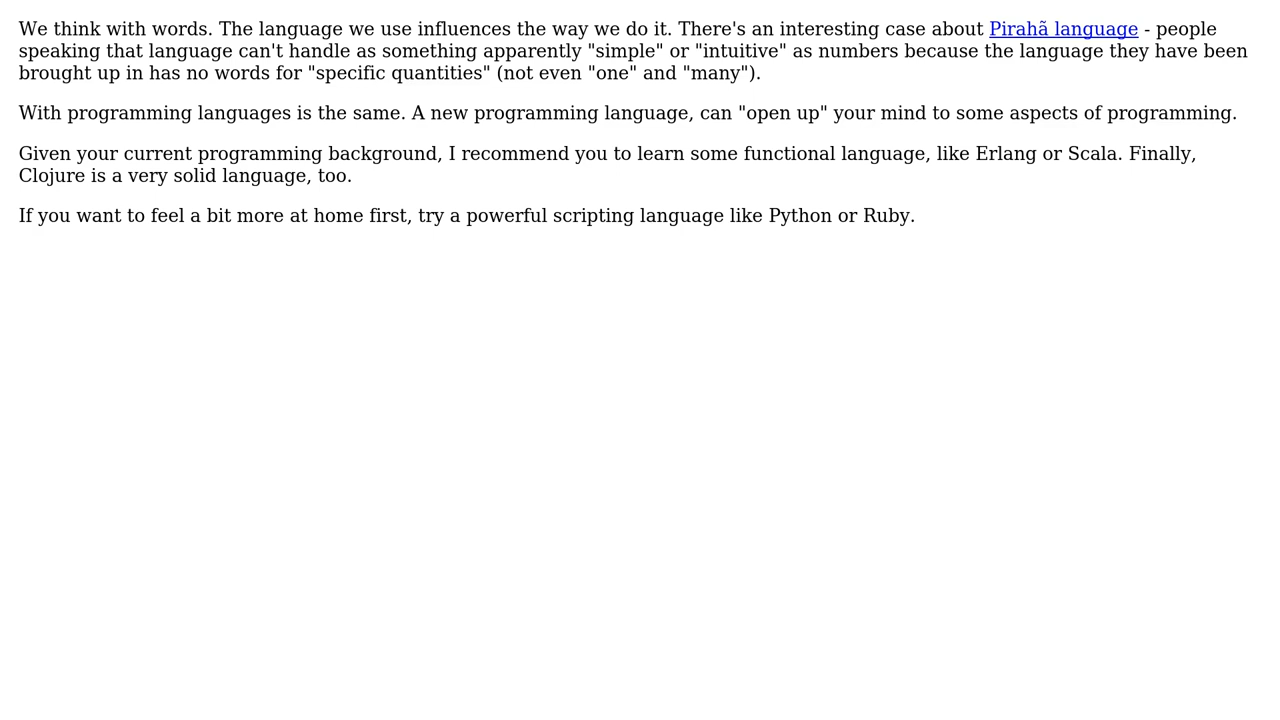 We think with words. The language we use influences the way we do it. There's an interesting case about Pirahã language - people
speaking that language can't handle as something apparently "simple" or "intuitive" as numbers because the language they have been
brought up in has no words for "specific quantities" (not even "one" and "many").
With programming languages is the same. A new programming language, can "open up" your mind to some aspects of programming.
Given your current programming background, I recommend you to learn some functional language, like Erlang or Scala. Finally,
Clojure is a very solid language, too.
If you want to feel a bit more at home first, try a powerful scripting language like Python or Ruby.